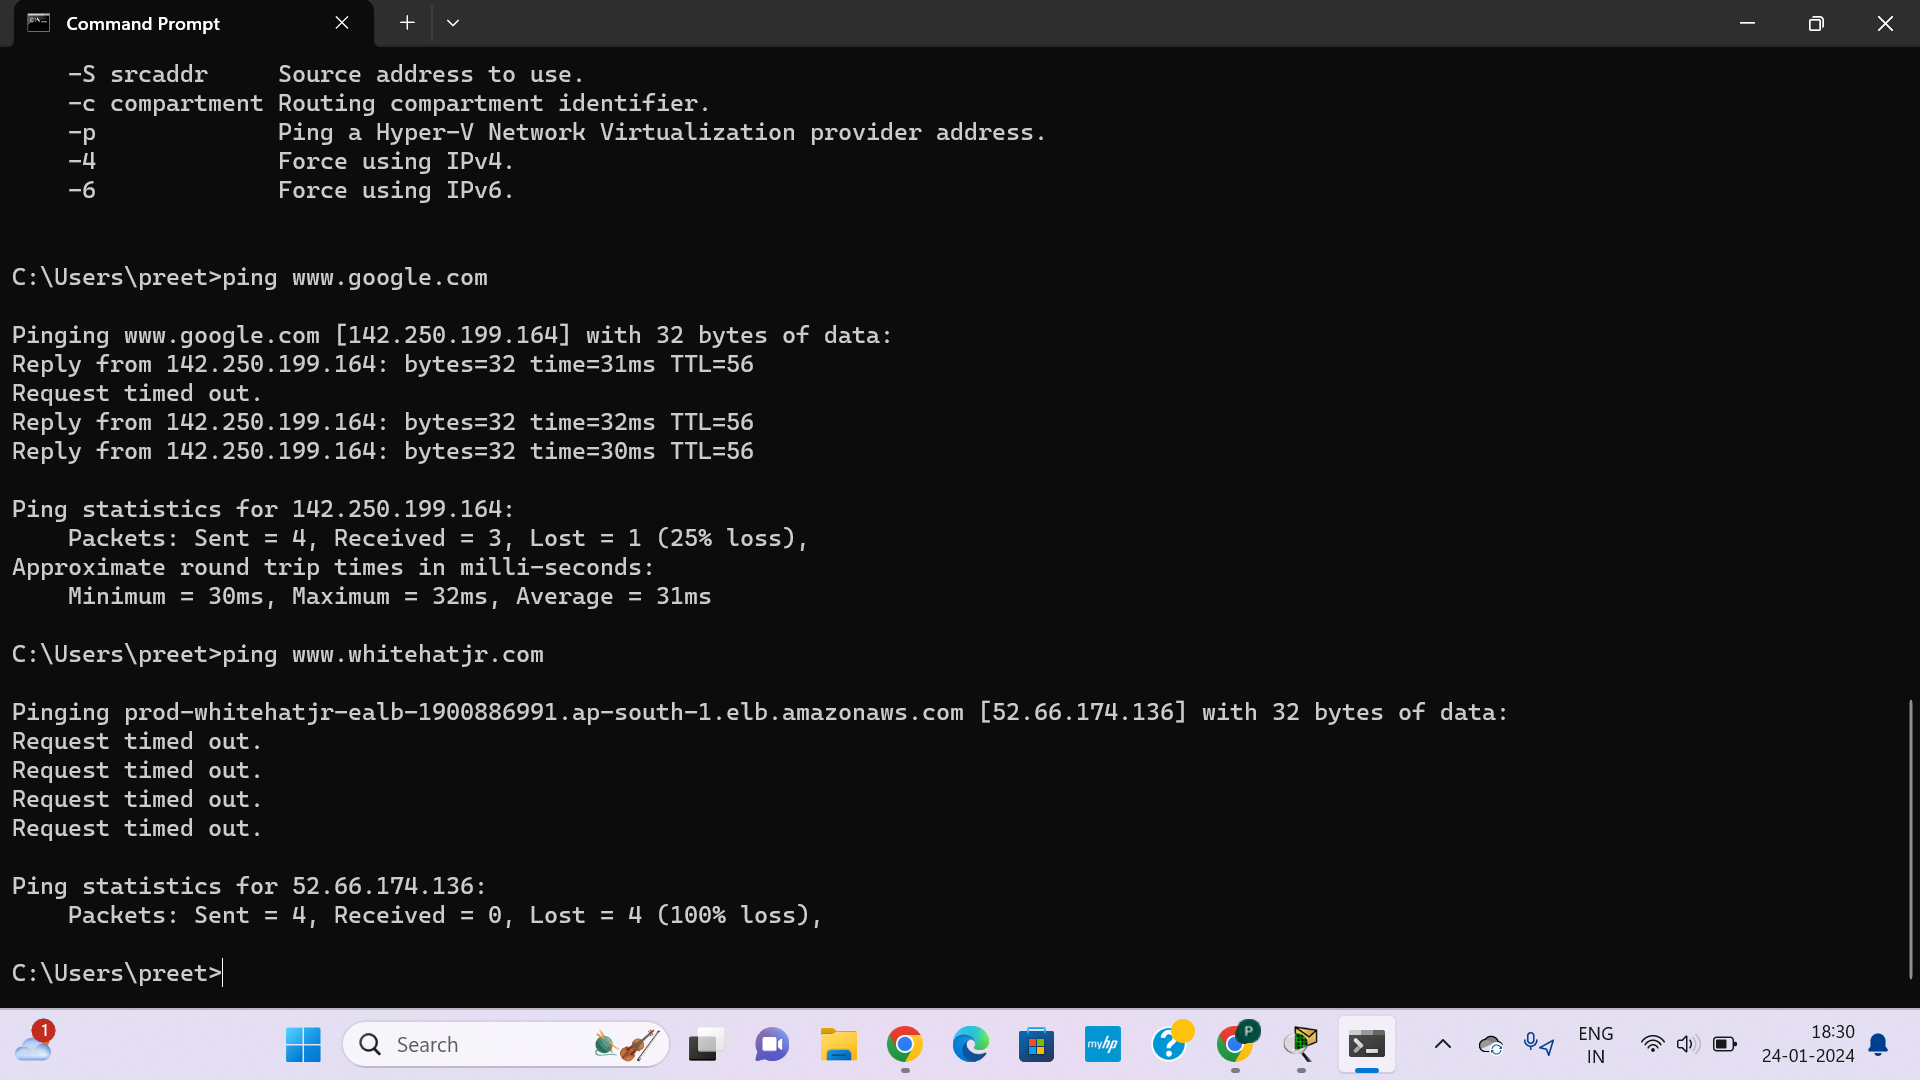 Command Prompt
-S srcaddr     Source address to use.
-c compartment Routing compartment identifier.
-p             Ping a Hyper-V Network Virtualization provider address.
-4             Force using IPv4.
-6             Force using IPv6.
C:\Users\preet>ping www.google.com
Pinging www.google.com [142.250.199.164] with 32 bytes of data:
Reply from 142.250.199.164: bytes=32 time=31ms TTL=56
Request timed out.
Reply from 142.250.199.164: bytes=32 time=32ms TTL=56
Reply from 142.250.199.164: bytes=32 time=30ms TTL=56
Ping statistics for 142.250.199.164:
Packets: Sent = 4, Received = 3, Lost = 1 (25% loss),
Approximate round trip times in milli-seconds:
Minimum = 30ms, Maximum = 32ms, Average = 31ms
C:\Users\preet>ping www.whitehatjr.com
Pinging prod-whitehatjr-ealb-1900886991.ap-south-1.elb.amazonaws.com [52.66.174.136] with 32 bytes of data:
Request timed out.
Request timed out.
Request timed out.
Request timed out.
Ping statistics for 52.66.174.136:
Packets: Sent = 4, Received = 0, Lost = 4 (100% loss),
C:\Users\preet>
1
Search
myhp
P
ENG
IN
18:30
24-01-2024